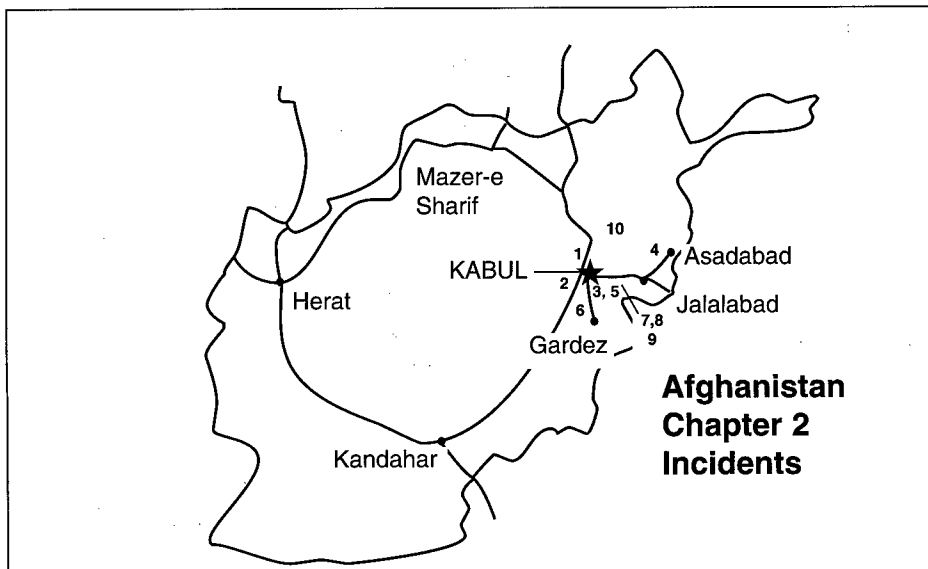 Mazer-e
Sharif
10
1
4
Asadabad
KABUL
2
3, 5
Jalalabad
Herat
6
7,8
9
Gardez
Afghanistan
Chapter 2
Incidents
Kandahar